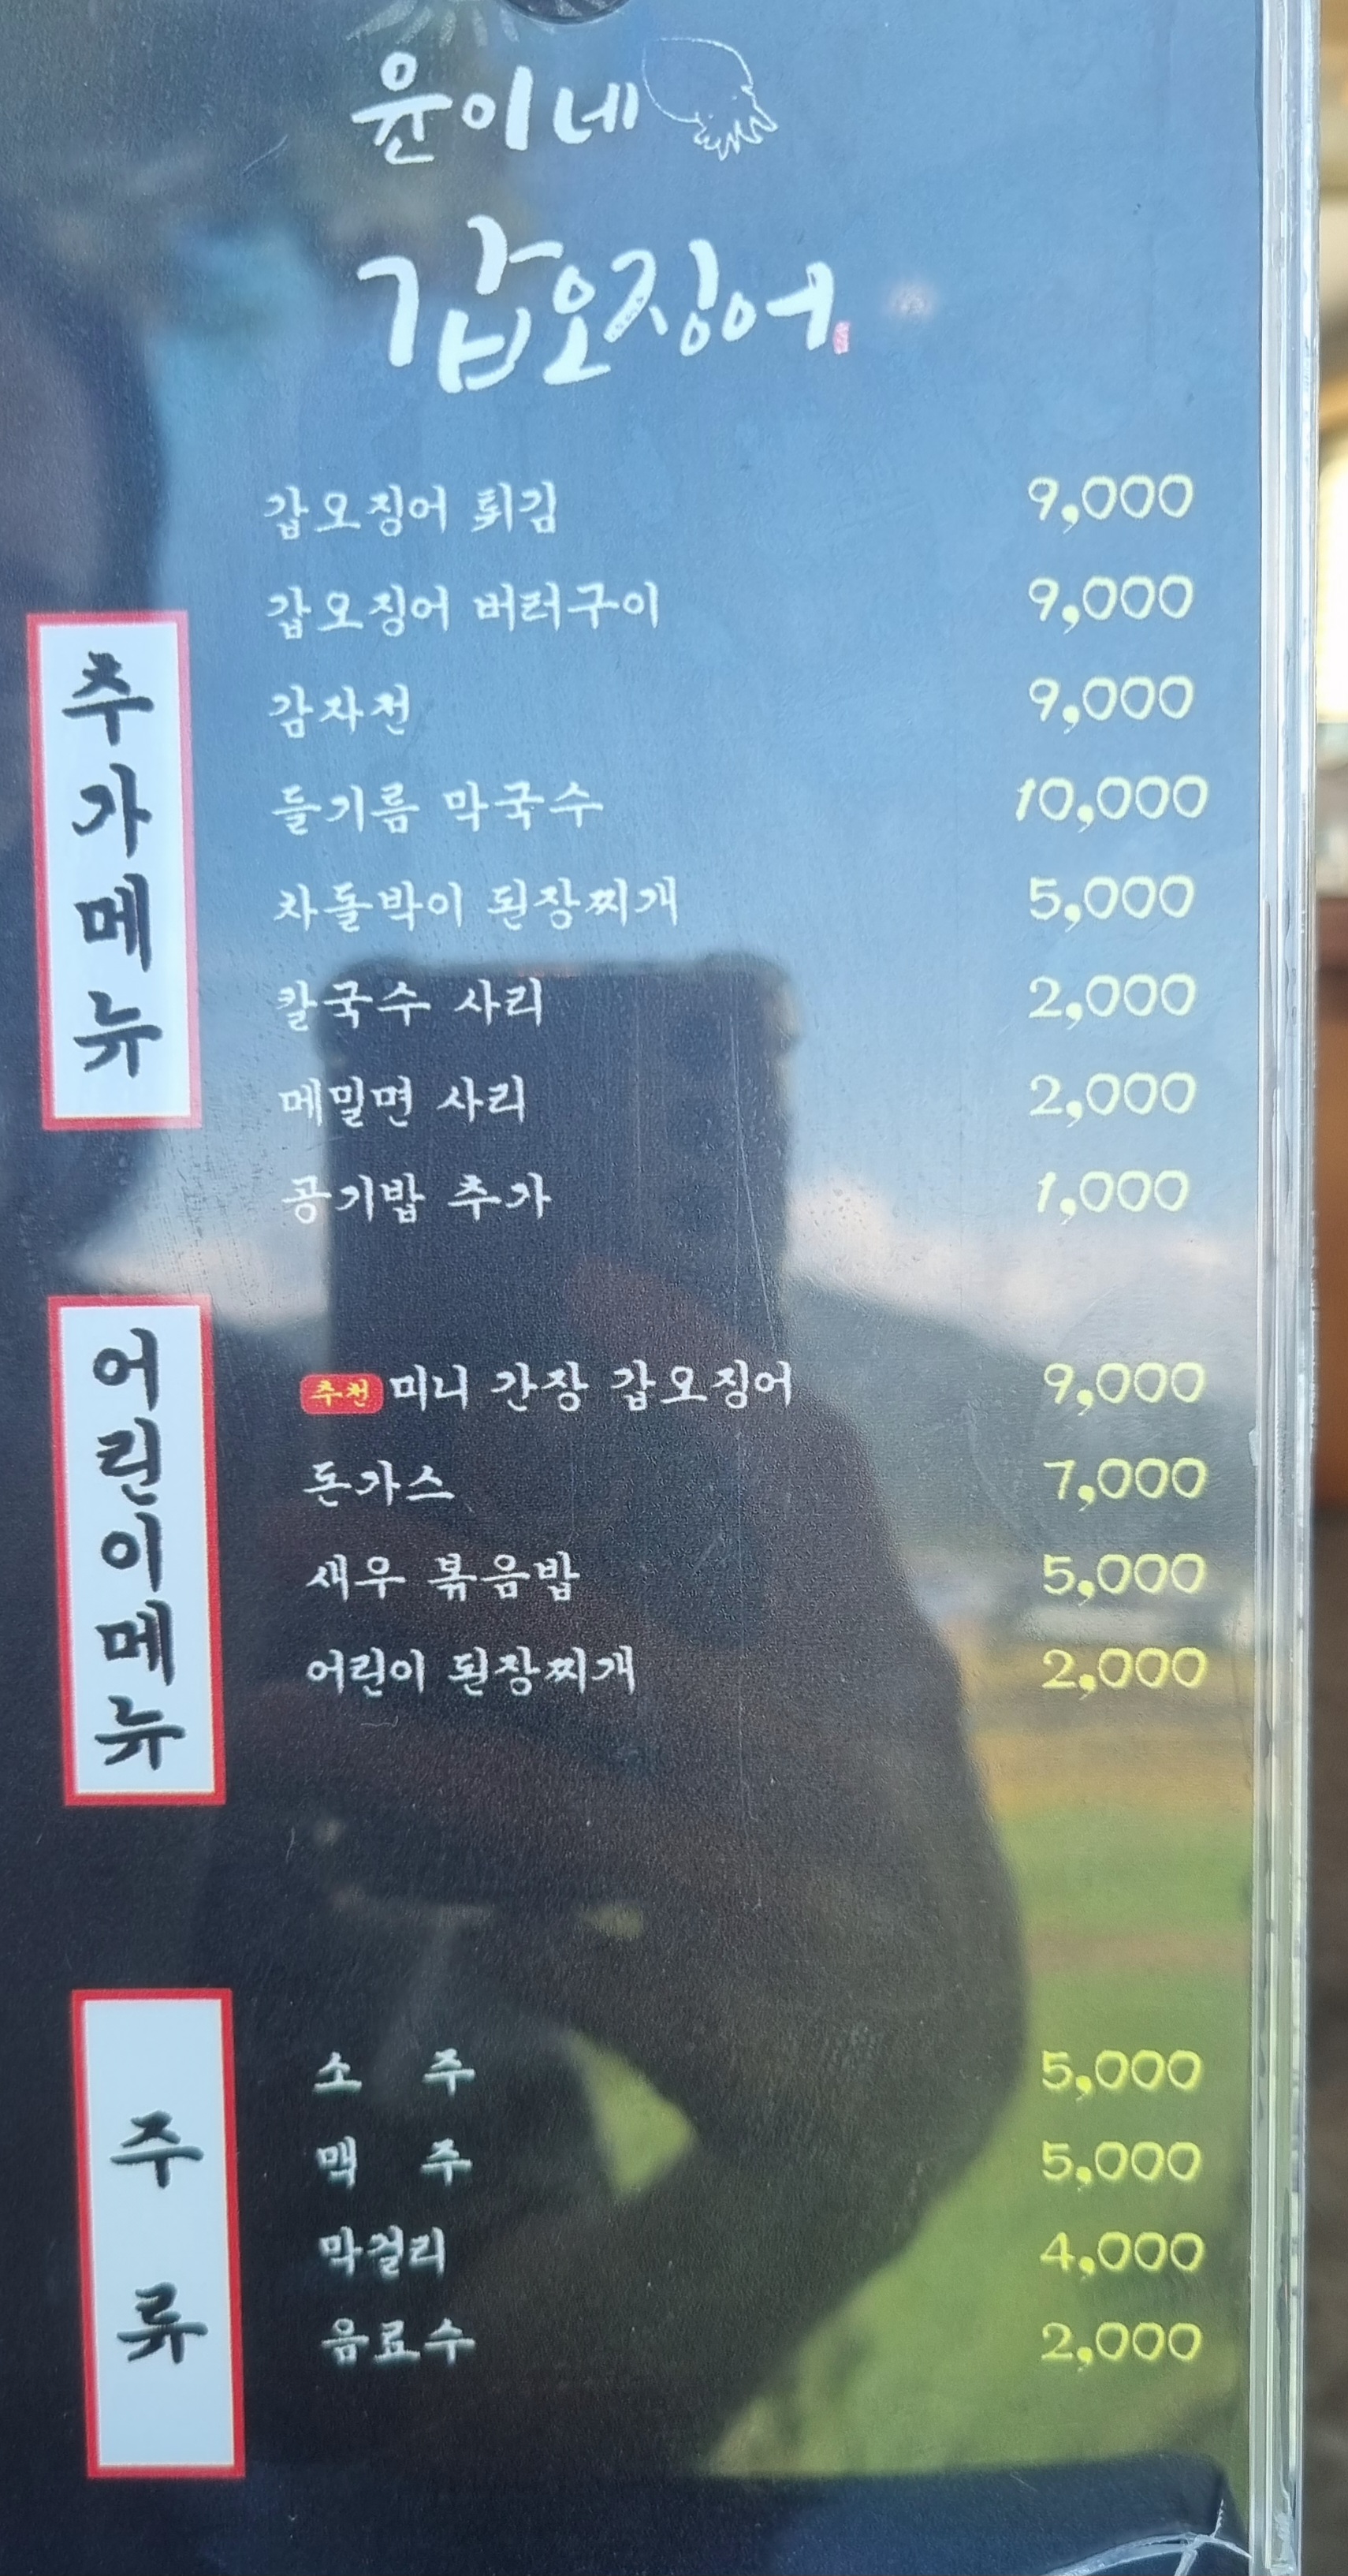 윤이네
갑오징어
추가메뉴
갑오징어 튀김 9,000
갑오징어 버터구이 9,000
감자전 9,000
들기름 막국수 10,000
차돌박이 된장찌개 5,000
칼국수 사리 2,000
메밀면 사리 2,000
공기밥 추가 1,000
어린이메뉴
추천 미니 간장 갑오징어 9,000
돈가스 7,000
새우 볶음밥 5,000
어린이 된장찌개 2,000
주류
소 주 5,000
맥 주 5,000
막걸리 4,000
음료수 2,000